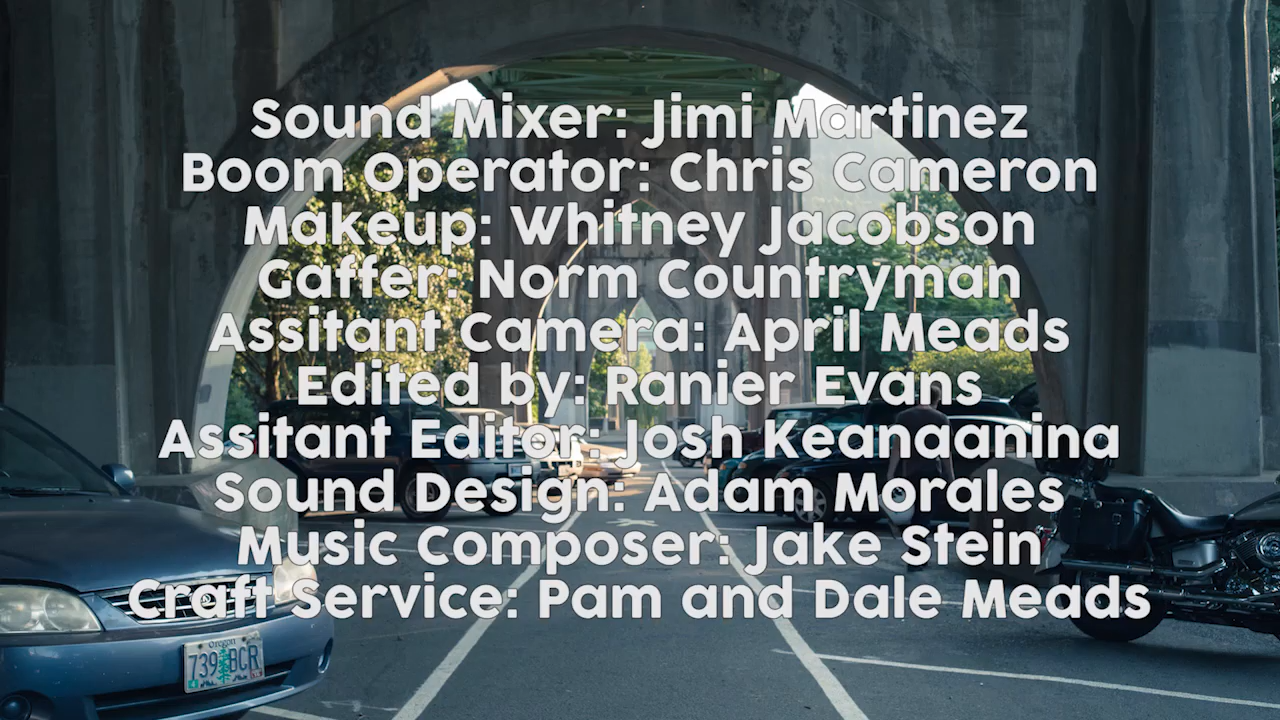 Sound Mixer: Jimi Martinez
Boom Operator: Chris Cameron
Makeup: Whitney Jacobson
Gaffer: Norm Countryman
Assitant Camera: April Meads
Edited by: Ranier Evans
Assitant Editor: Josh Keanaanina
Sound Design: Adam Morales
Music Composer: Jake Stein
Craft Service: Pam and Dale Meads
Oregon
739 BCR